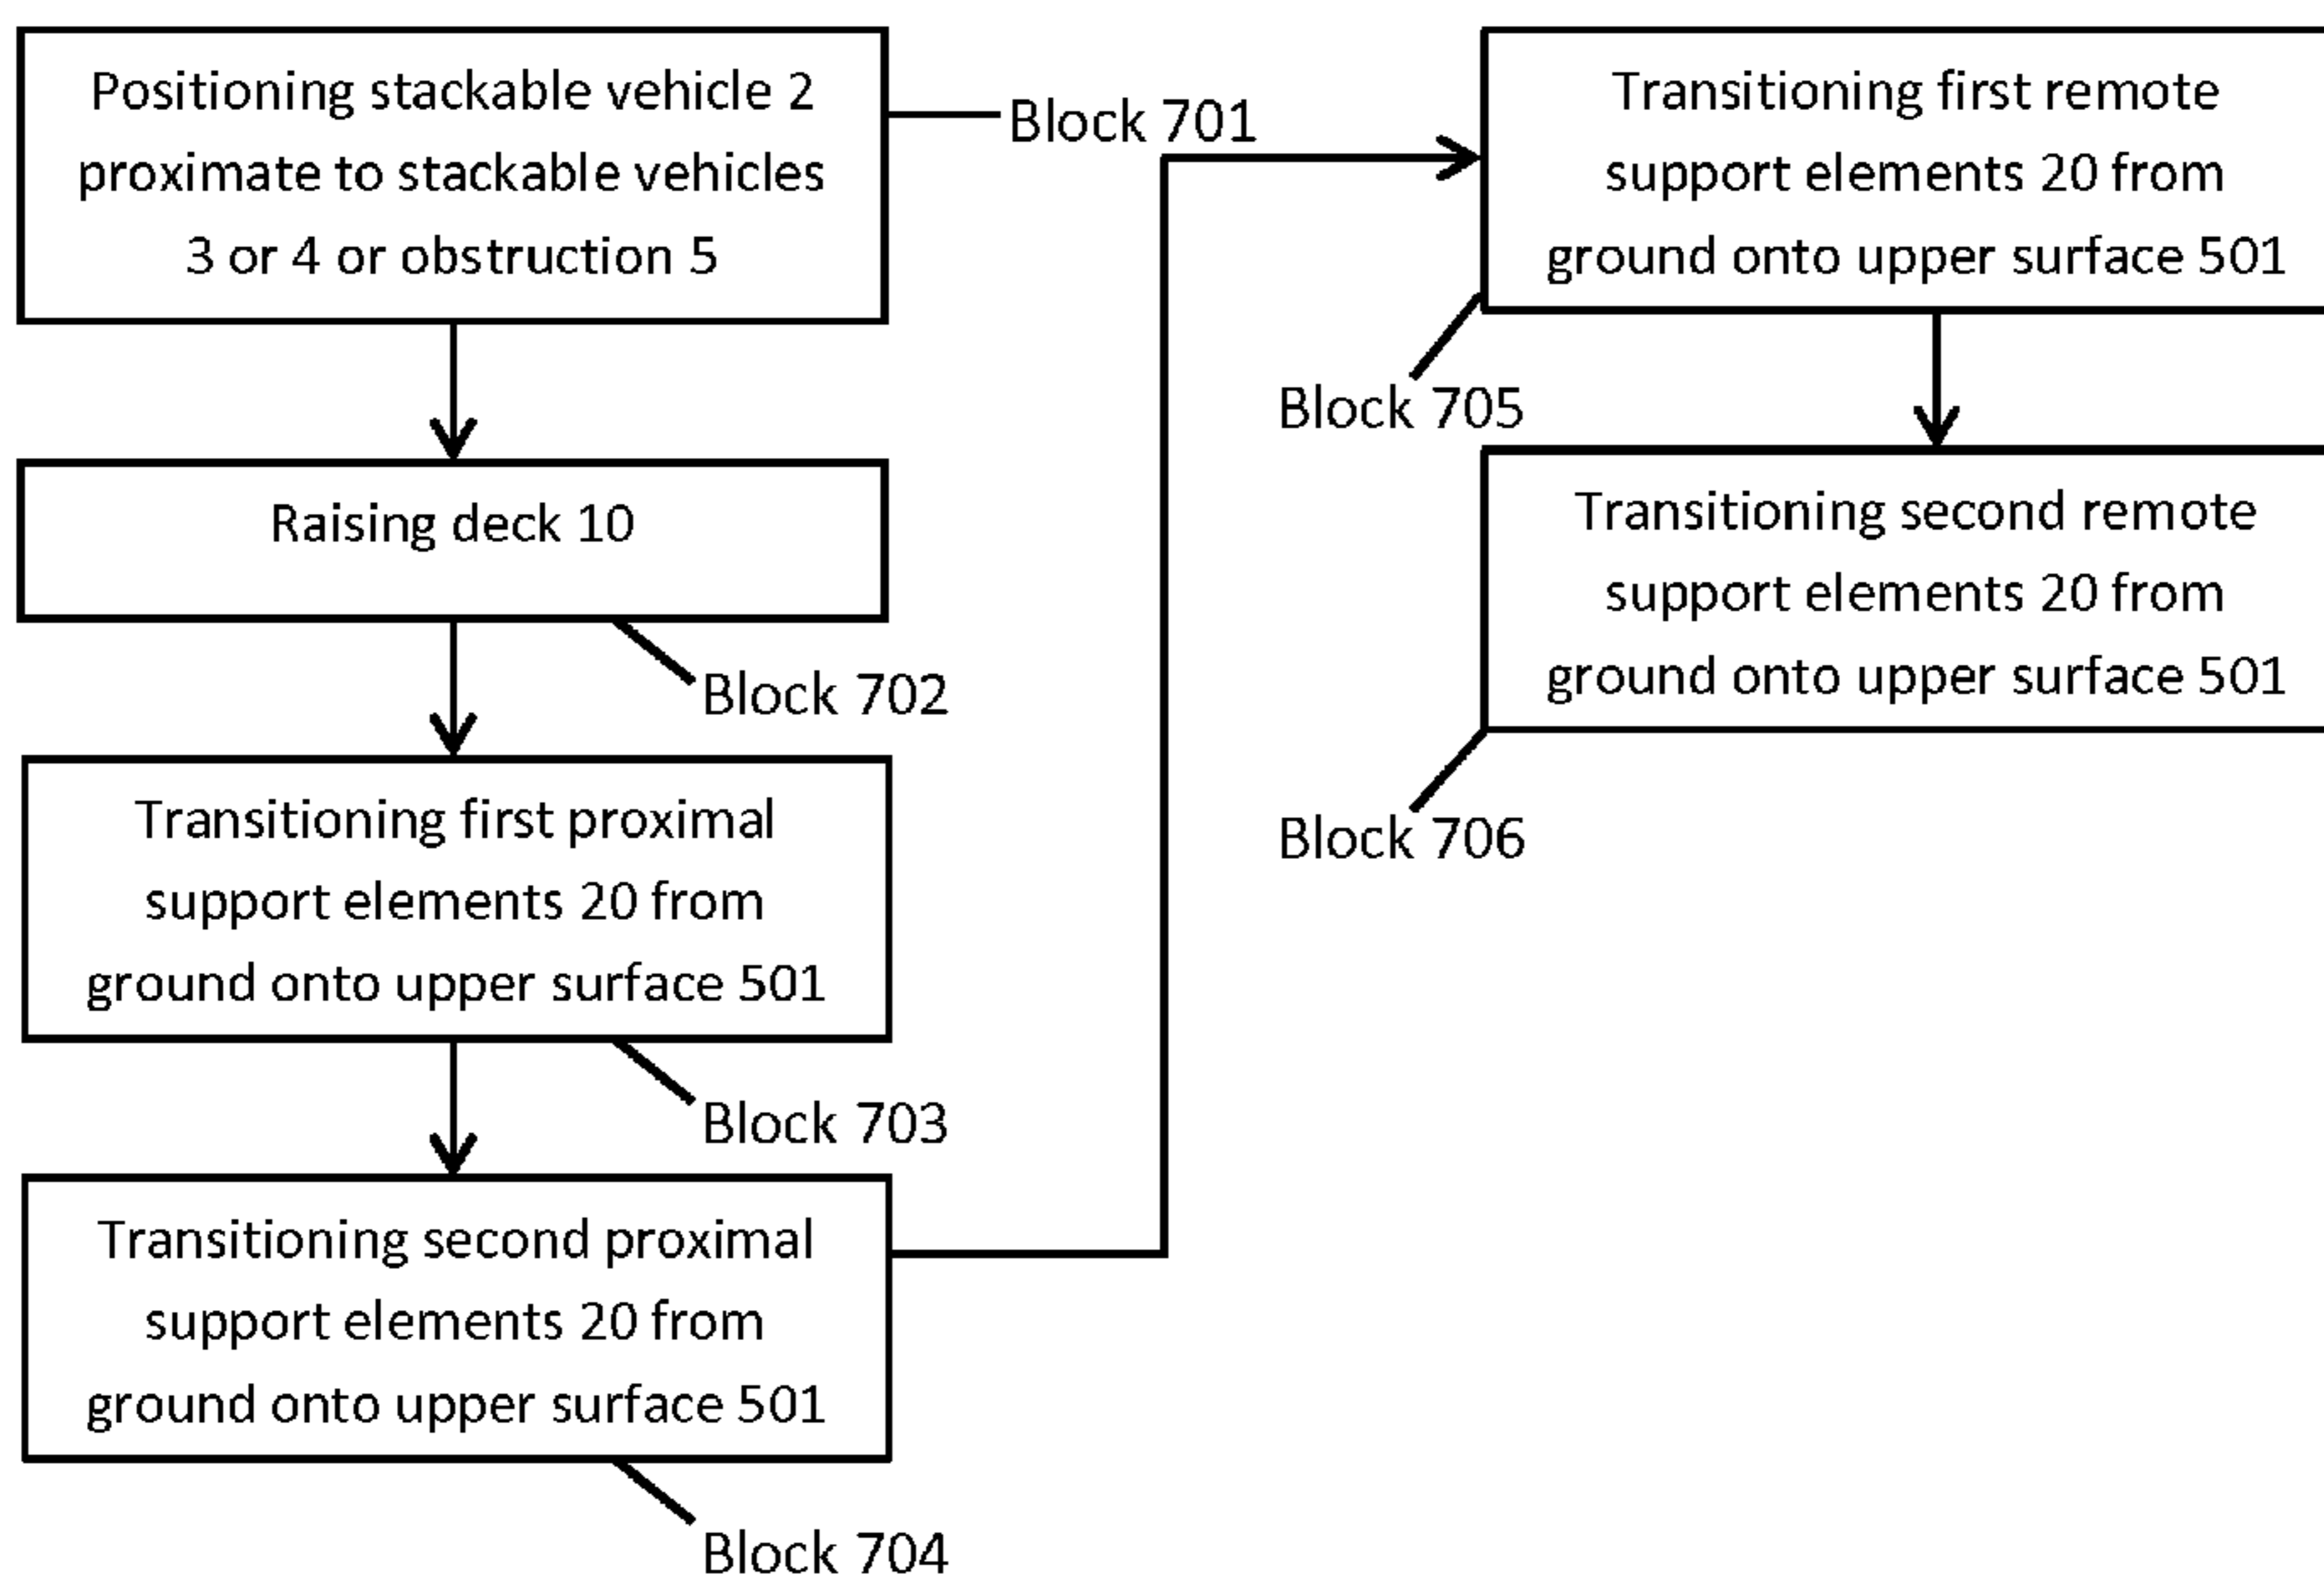 Positioning stackable vehicle 2
proximate to stackable vehicles
3 or 4 or obstruction 5
Block 701
Raising deck 10
Block 702
Transitioning first proximal
support elements 20 from
ground onto upper surface 501
Block 703
Transitioning second proximal
support elements 20 from
ground onto upper surface 501
Block 704
Transitioning first remote
support elements 20 from
ground onto upper surface 501
Block 705
Transitioning second remote
support elements 20 from
ground onto upper surface 501
Block 706